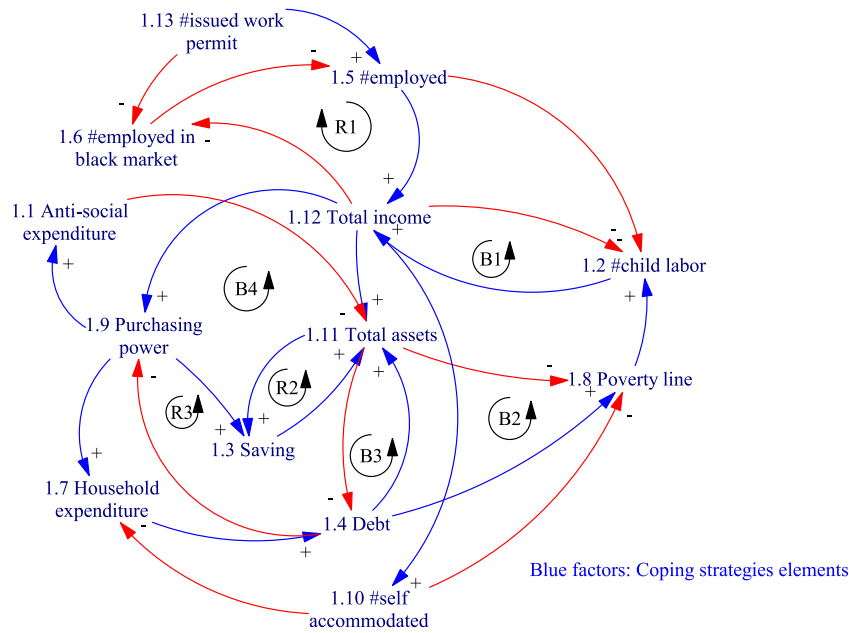 1.13 #issued work
permit
-
+
1.5 #employed
-
1.6 #employed in
black market
-
R1
+
1.1 Anti-social
expenditure
1.12 Total income
+
-
-
B1
1.2 #child labor
+
B4
+
+
-
+
1.9 Purchasing
power
1.11 Total assets
+
+
-
-
1.8 Poverty line
+
-
R2
R3
+
+
B2
1.3 Saving
B3
+
1.7 Household
expenditure
-
-
1.4 Debt
+
+
1.10 #self
accommodated
Blue factors: Coping strategies elements